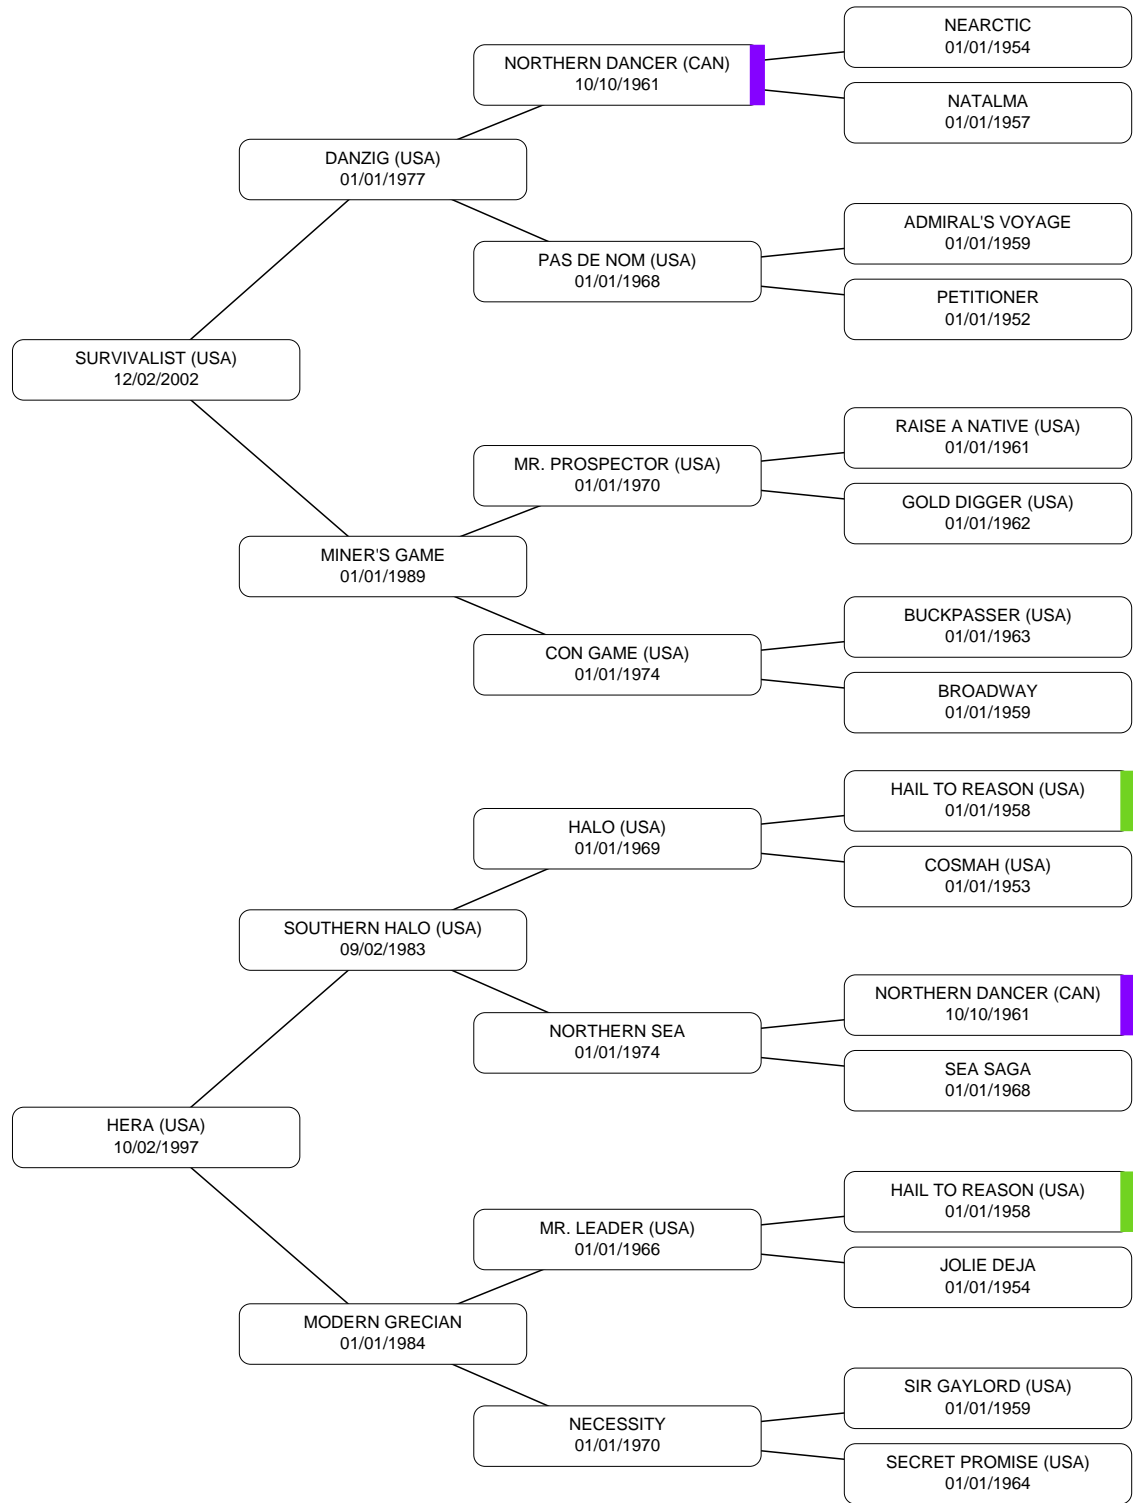 NEARCTIC
01/01/1954
NORTHERN DANCER (CAN)
10/10/1961
NATALMA
01/01/1957
DANZIG (USA)
01/01/1977
ADMIRAL'S VOYAGE
01/01/1959
PAS DE NOM (USA)
01/01/1968
PETITIONER
01/01/1952
SURVIVALIST (USA)
12/02/2002
RAISE A NATIVE (USA)
01/01/1961
MR. PROSPECTOR (USA)
01/01/1970
GOLD DIGGER (USA)
01/01/1962
MINER'S GAME
01/01/1989
BUCKPASSER (USA)
01/01/1963
CON GAME (USA)
01/01/1974
BROADWAY
01/01/1959
HAIL TO REASON (USA)
01/01/1958
HALO (USA)
01/01/1969
COSMAH (USA)
01/01/1953
SOUTHERN HALO (USA)
09/02/1983
NORTHERN DANCER (CAN)
10/10/1961
NORTHERN SEA
01/01/1974
SEA SAGA
01/01/1968
HERA (USA)
10/02/1997
HAIL TO REASON (USA)
01/01/1958
MR. LEADER (USA)
01/01/1966
JOLIE DEJA
01/01/1954
MODERN GRECIAN
01/01/1984
SIR GAYLORD (USA)
01/01/1959
NECESSITY
01/01/1970
SECRET PROMISE (USA)
01/01/1964